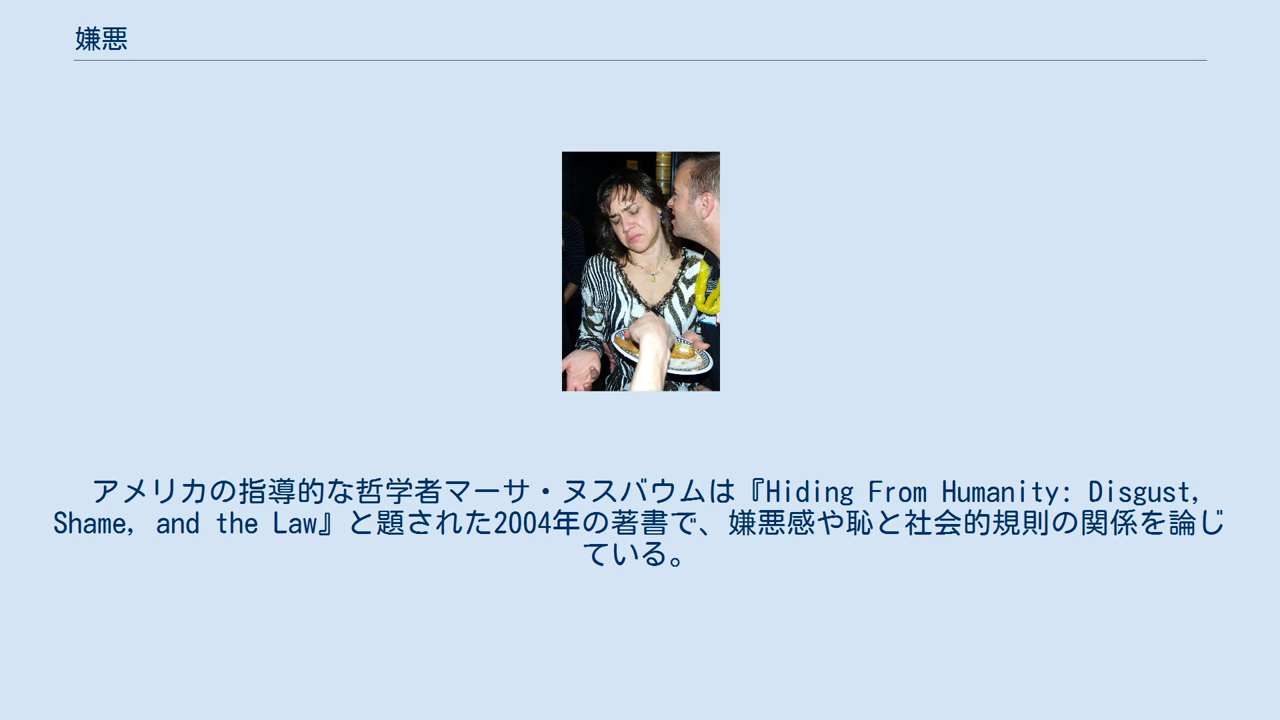 嫌悪
アメリカの指導的な哲学者マーサ・ヌスバウムは『Hiding From Humanity: Disgust,
Shame, and the Law』と題された2004年の著書で、嫌悪感や恥と社会的規則の関係を論じ
ている。